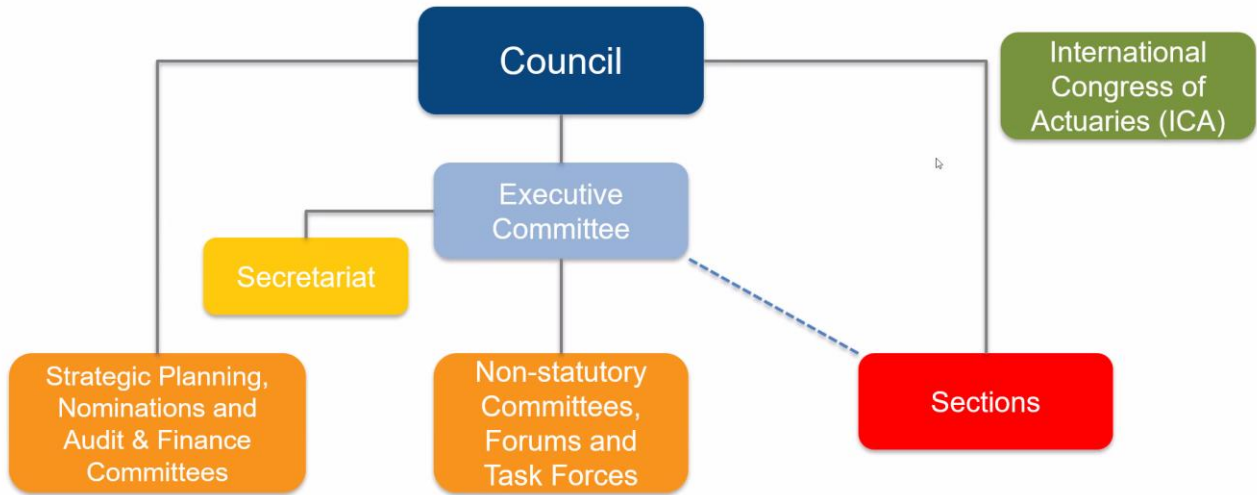 Council
International
Congress of
Actuaries (ICA)
Executive
Committee
Secretariat
Strategic Planning,
Nominations and
Audit & Finance
Committees
Non-statutory
Committees,
Forums and
Task Forces
Sections